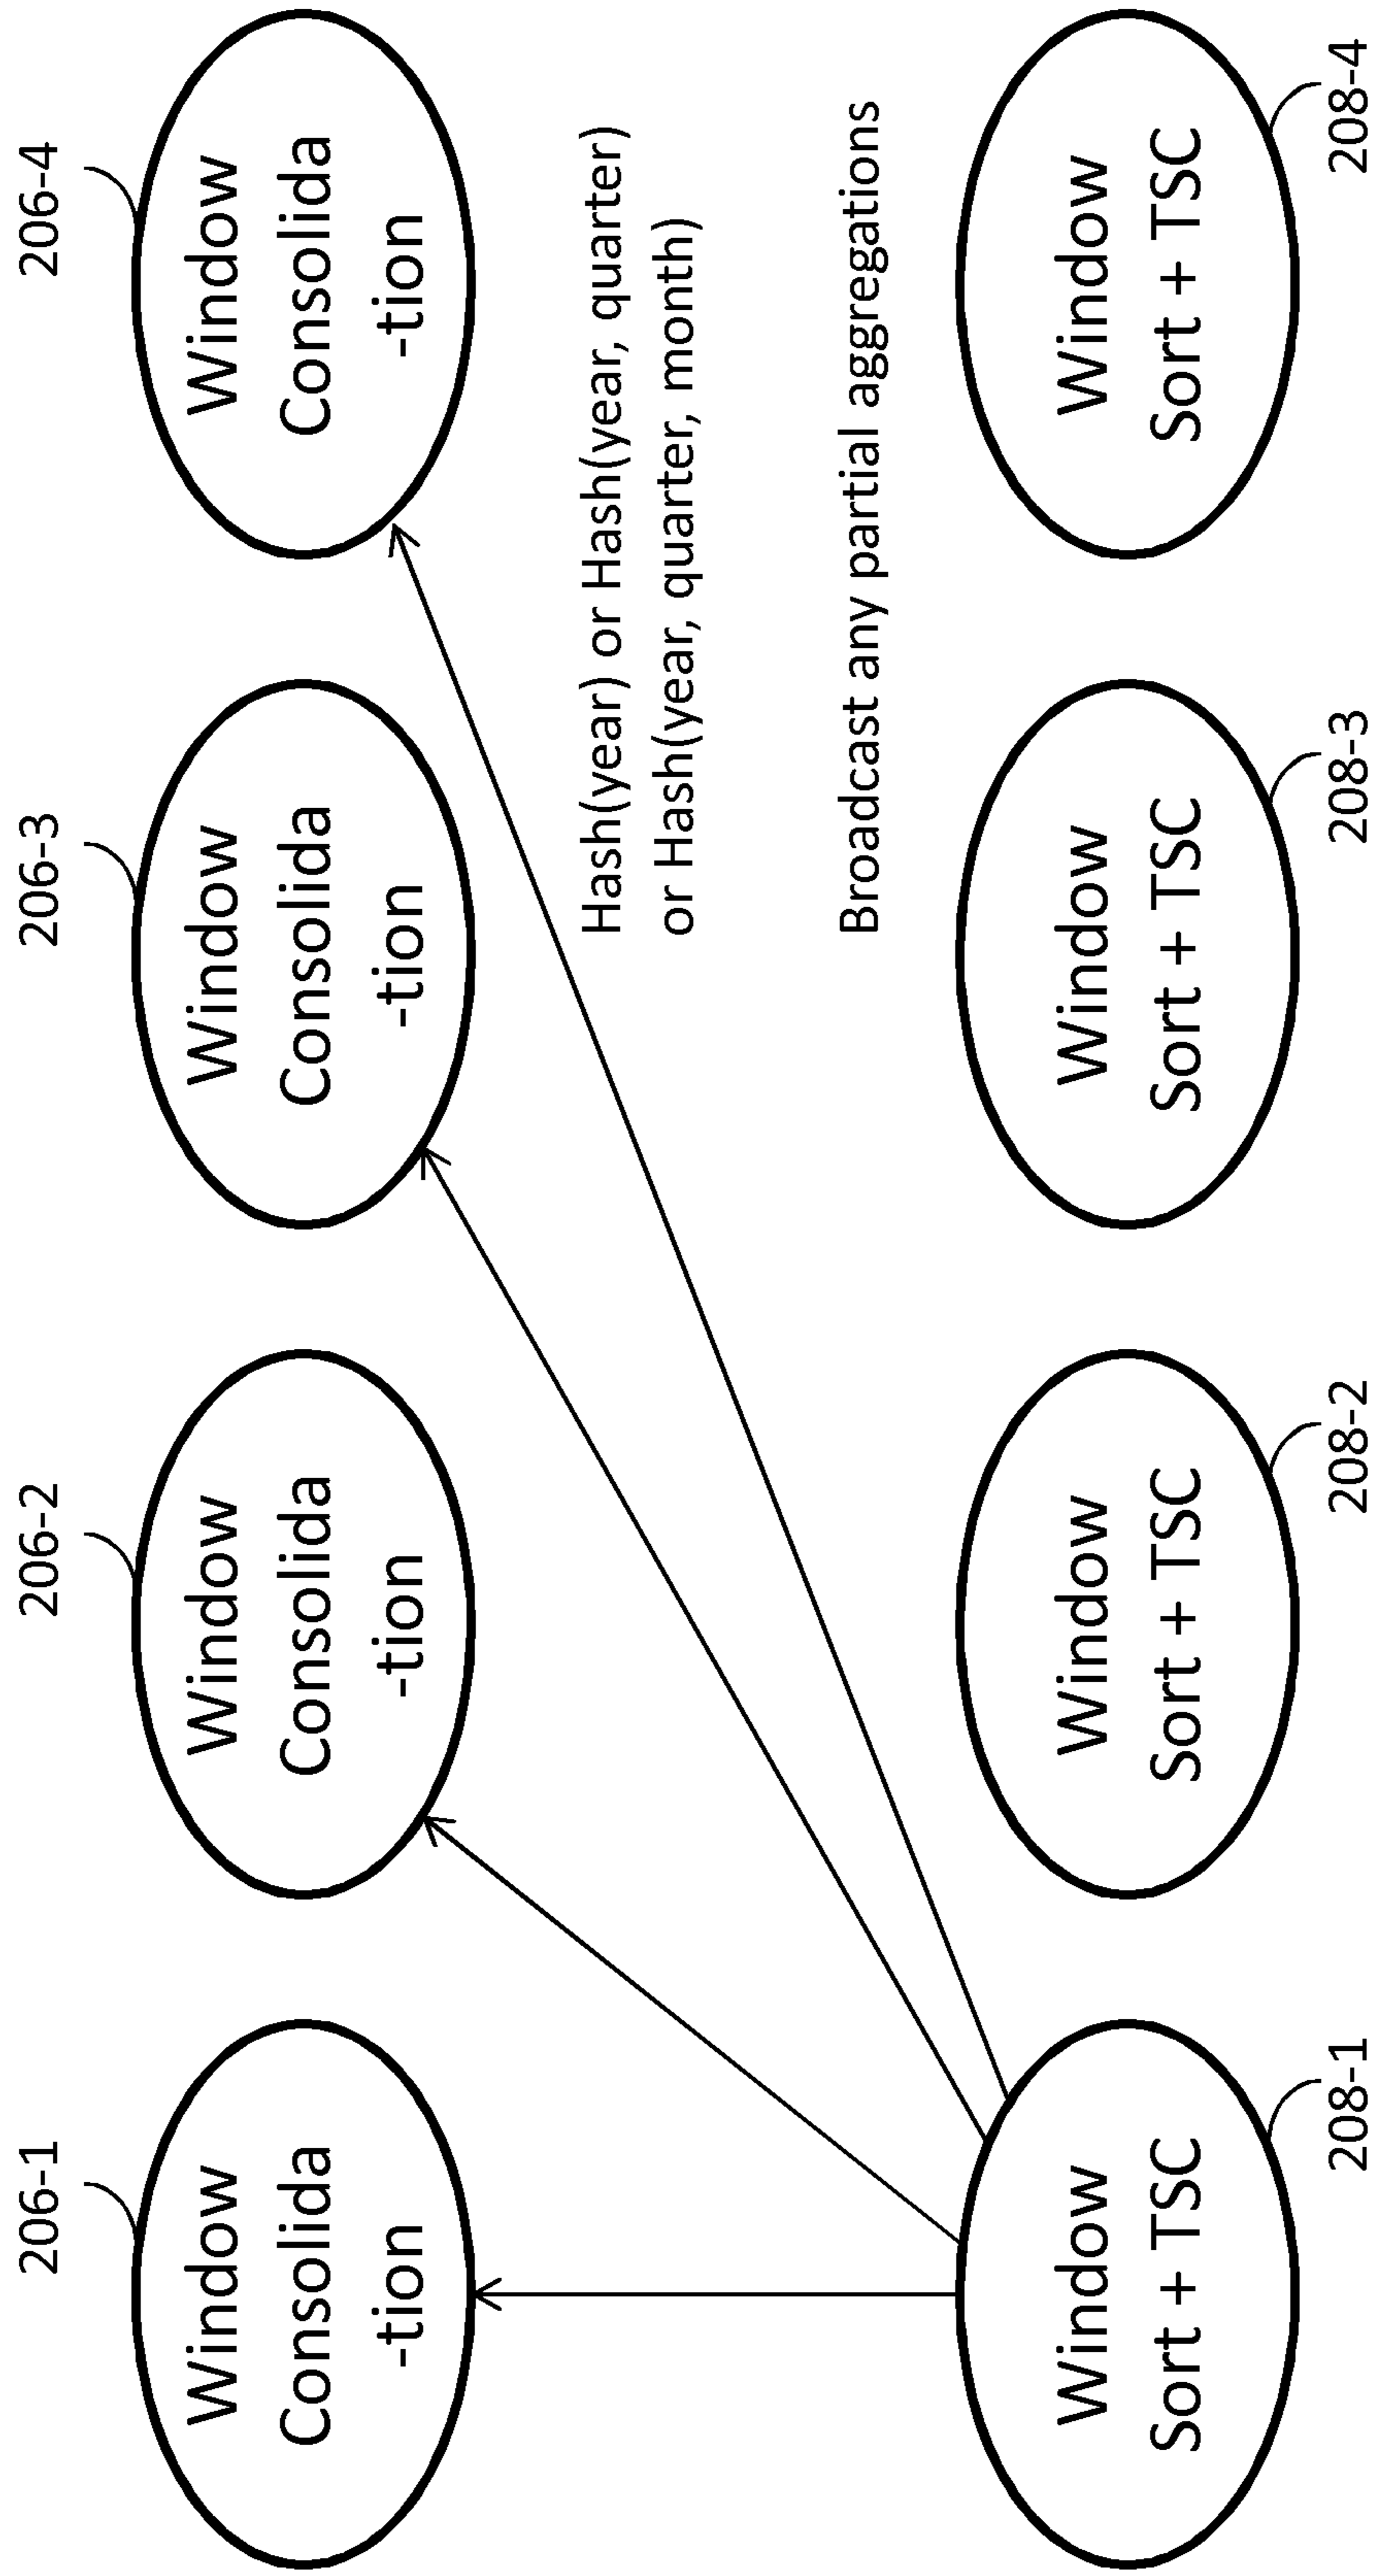 206-1
206-2
206-3
206-4
Window
Consolida
-tion
Window
Consolida
-tion
Window
Consolida
-tion
Window
Consolida
-tion
Hash(year) or Hash(year, quarter)
or Hash(year, quarter, month)
Broadcast any partial aggregations
Window
Sort + TSC
Window
Sort + TSC
Window
Sort + TSC
Window
Sort + TSC
208-1
208-2
208-3
208-4